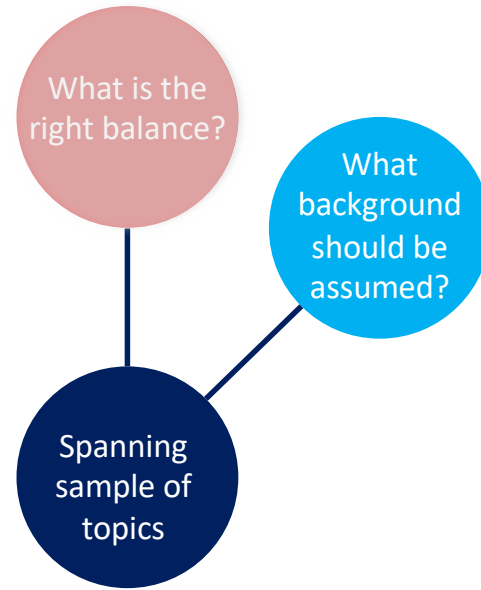 What is the
right balance?
What
background
should be
assumed?
Spanning
sample of
topics